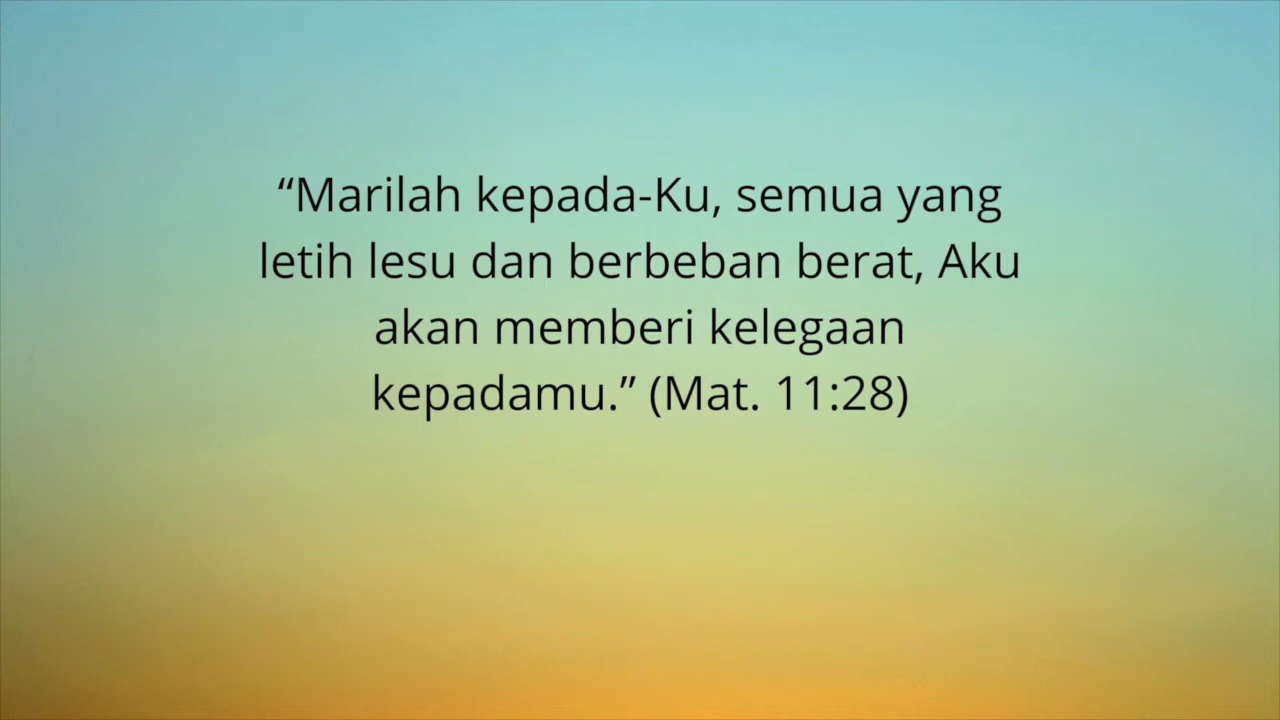 “Marilah kepada-Ku, semua yang
letih lesu dan berbeban berat, Aku
akan memberi kelegaan
kepadamu.” (Mat. 11:28)